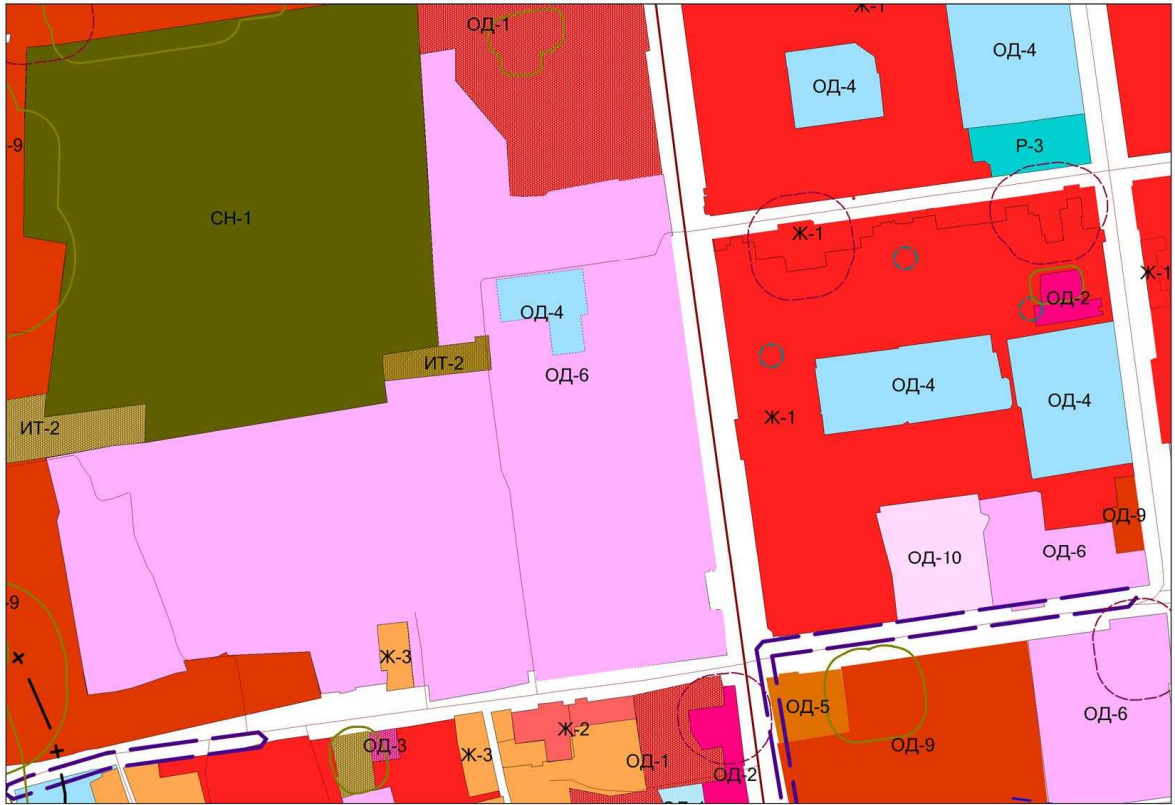 Ж-1
ОД-1
ОД-4
ОД-4
Р-3
-9
СН-1
Ж-1
Ж-1
ОД-2
ОД-4
ИТ-2
ОД-6
ОД-4
ОД-4
Ж-1
ИТ-2
ОД-9
ОД-10
ОД-6
-9
Ж-3
ОД-5
ОД-6
Ж-2
ОД-3
Ж-3
ОД-1
ОД-2
ОД-9